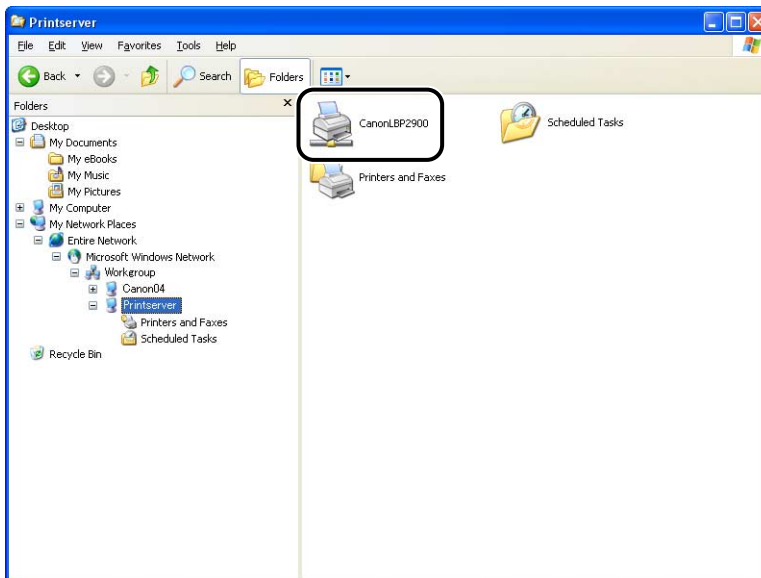 Printserver
File Edit View Favorites Tools Help
Back Search Folders
Folders
Desktop
My Documents
My eBooks
My Music
My Pictures
My Computer
My Network Places
Entire Network
Microsoft Windows Network
Workgroup
Canon04
Printserver
Printers and Faxes
Scheduled Tasks
Recycle Bin
CanonLBP2900
Scheduled Tasks
Printers and Faxes